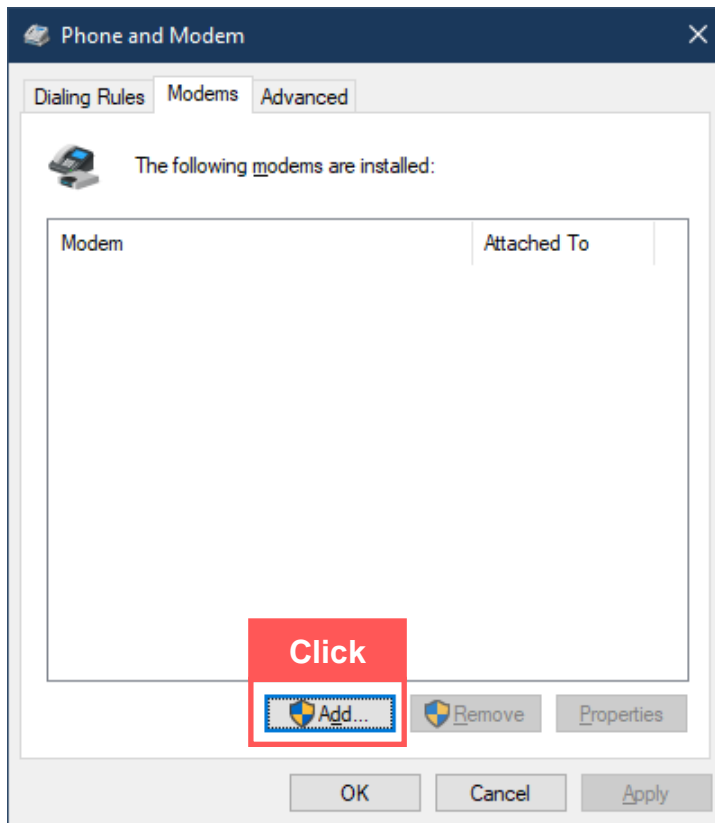 Phone and Modem
Dialing Rules Modems Advanced
The following modems are installed:
Modem Attached To
Click
Add... Remove Properties
OK Cancel Apply